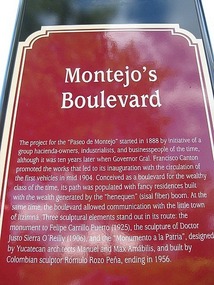 Montejo's
Boulevard
The project for the "Paseo de Montejo" started in 1888 by initiative of a
group hacienda-owners, industrialists, and businesspeople of the time,
although it was ten years later when Governor Gral. Francisco Canton
promoted the works that led to its inauguration with the circulation of
the first vehicles in mid 1904. Conceived as a boulevard for the wealthy
class of the time, its path was populated with fancy residences built
with the wealth generated by the "henequen" (sisal fiber) boom. At the
same time, the boulevard allowed communication with the little town
of Itzimná. Three sculptural elements stand out in its route: the
monument to Felipe Carrillo Puerto (1925), the sculpture of Doctor
Justo Sierra O'Reilly (1906), and the "Monumento a la Patria", designed
by Yucatecan architects Manuel and Max Amábilis, and built by
Colombian sculptor Rómulo Rozo Peña, ending in 1956.